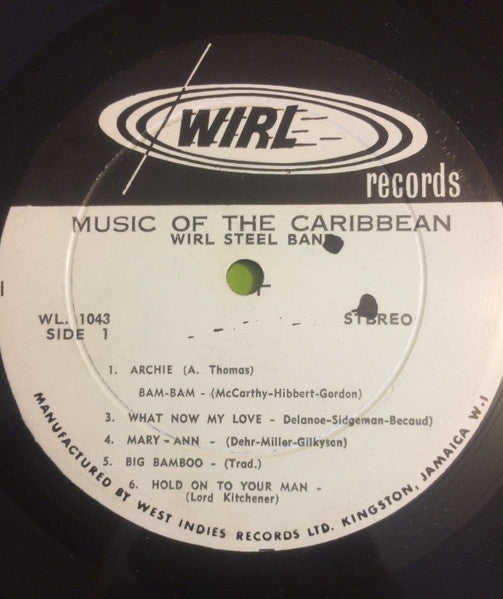 WIRL
records
MUSIC OF THE CARIBBEAN
WIRL STEEL BAND
WL. 1043
STEREO
SIDE 1
1. ARCHIE (A. Thomas)
BAM-BAM - (McCarthy-Hibbert-Gordon)
3. WHAT NOW MY LOVE - Delanoe-Sidgeman-Becaud)
4. MARY-ANN - (Dehr-Miller-Gilkyson)
5. BIG BAMBOO - (Trad.)
6. HOLD ON TO YOUR MAN -
(Lord Kitchener)
MANUFACTURED BY WEST INDIES RECORDS LTD. KINGSTON, JAMAICA W.I